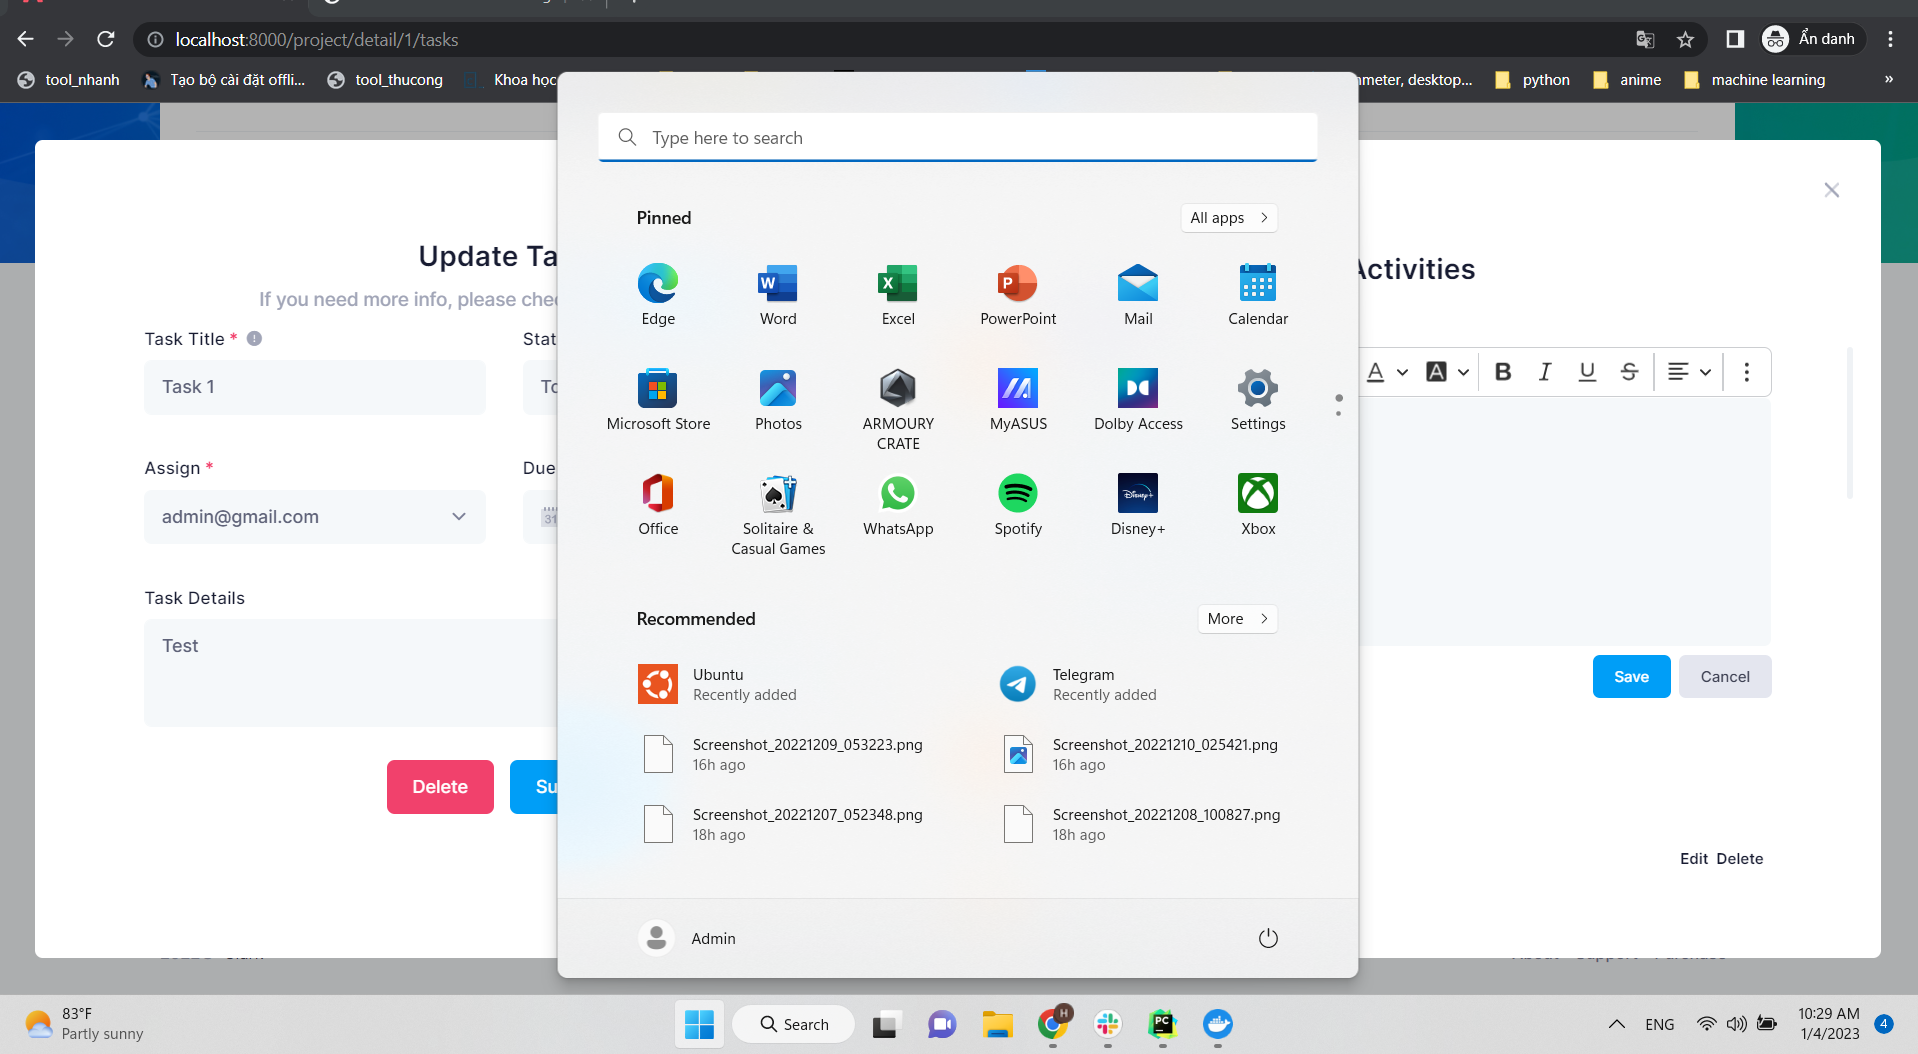 localhost:8000/project/detail/1/tasks
Ẩn danh
tool_nhanh
Tạo bộ cài đặt offli...
tool_thucong
Khoa học
meter, desktop...
python
anime
machine learning
»
Type here to search
Pinned
All apps
Edge
Word
Excel
PowerPoint
Mail
Calendar
Microsoft Store
Photos
ARMOURY
CRATE
MyASUS
Dolby Access
Settings
Office
Solitaire &
Casual Games
WhatsApp
Spotify
Disney+
Xbox
Recommended
More
Ubuntu
Recently added
Telegram
Recently added
Screenshot_20221209_053223.png
16h ago
Screenshot_20221210_025421.png
16h ago
Screenshot_20221207_052348.png
18h ago
Screenshot_20221208_100827.png
18h ago
Admin
Update Ta
If you need more info, please chec
Task Title *
Stat
Task 1
To
Assign *
Due
admin@gmail.com
31
Task Details
Test
Delete
Su
Activities
A
A
B
I
U
S
Save
Cancel
Edit Delete
83°F
Partly sunny
Search
H
PC
ENG
10:29 AM
1/4/2023
4